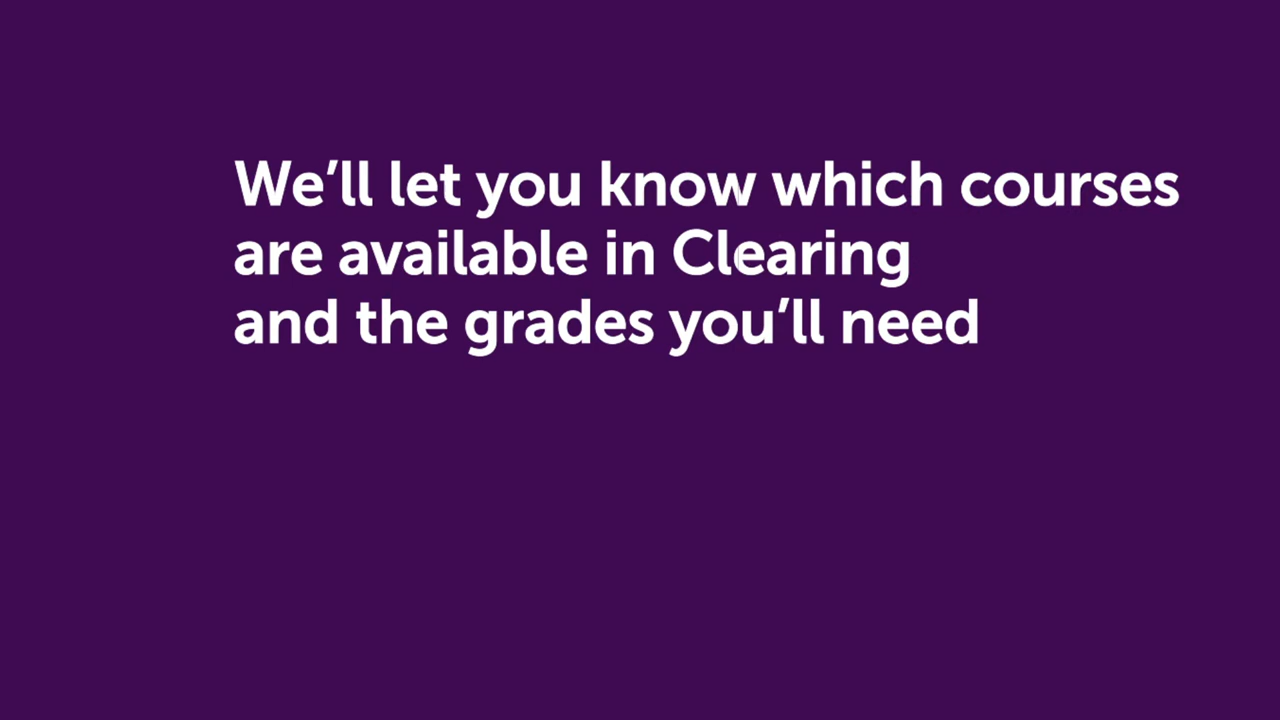 We’ll let you know which courses
are available in Clearing
and the grades you’ll need